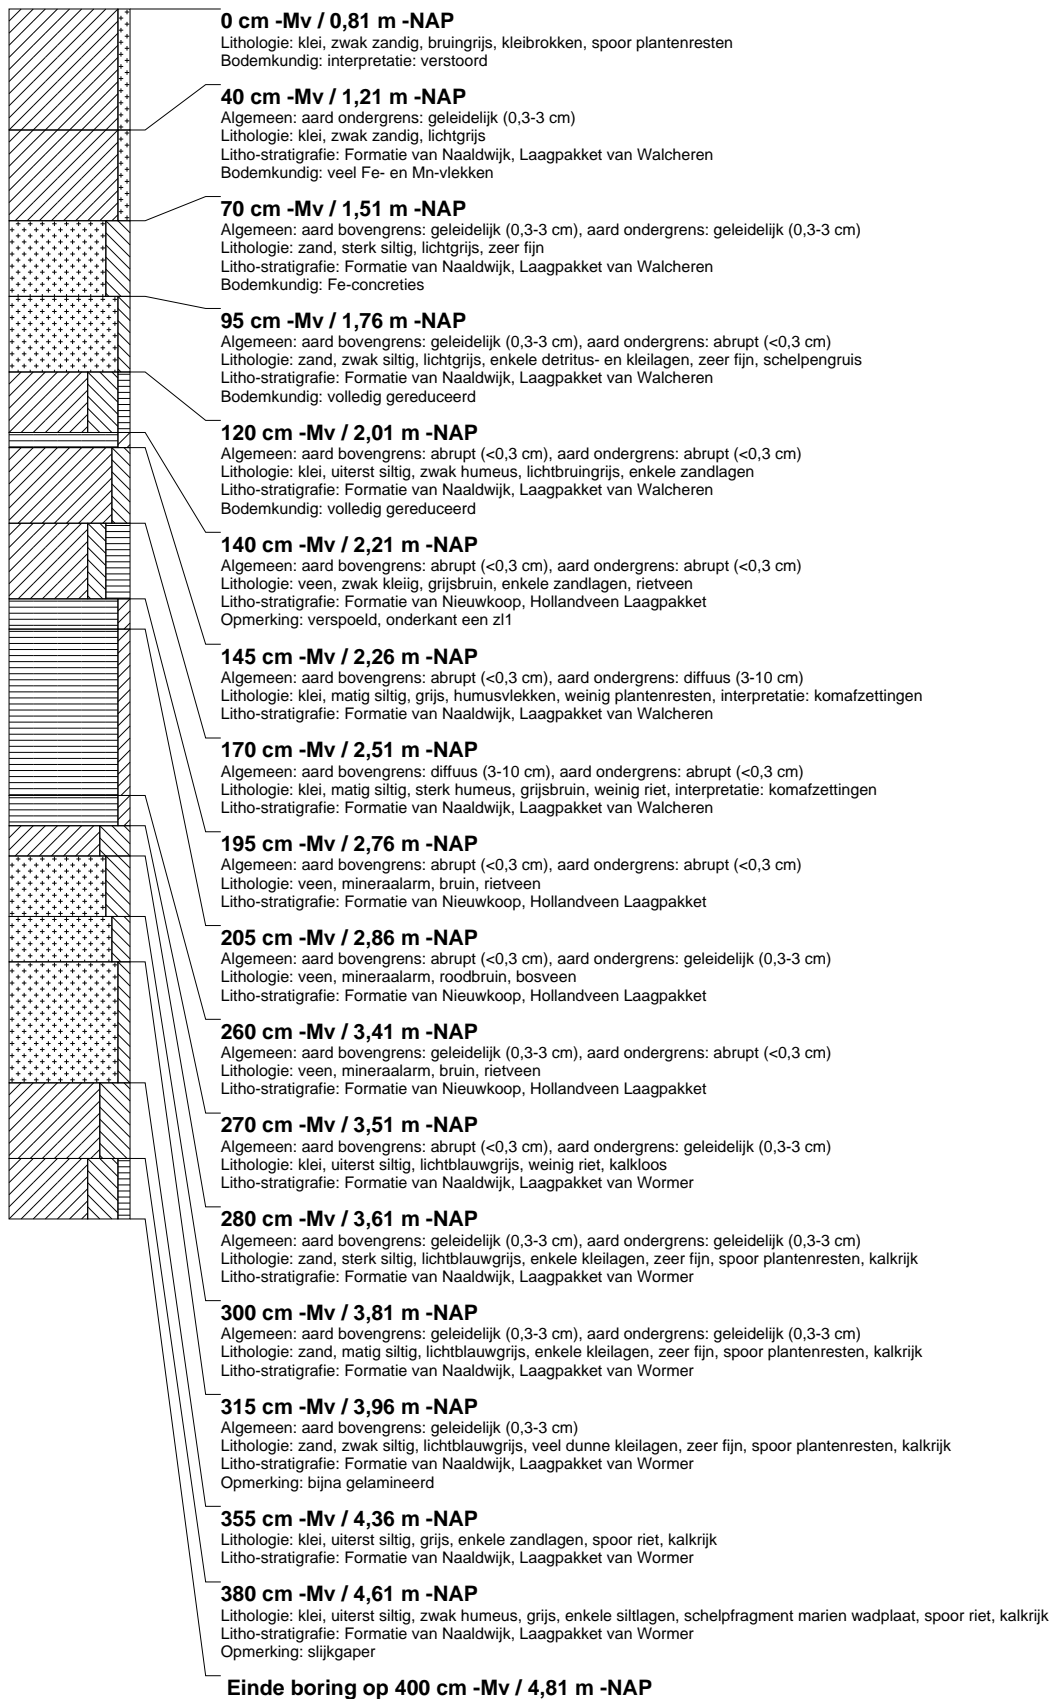 0 cm -Mv / 0,81 m -NAP
Lithologie: klei, zwak zandig, bruingrijs, kleibrokken, spoor plantenresten
Bodemkundig: interpretatie: verstoord
40 cm -Mv / 1,21 m -NAP
Algemeen: aard ondergrens: geleidelijk (0,3-3 cm)
Lithologie: klei, zwak zandig, lichtgrijs
Litho-stratigrafie: Formatie van Naaldwijk, Laagpakket van Walcheren
Bodemkundig: veel Fe- en Mn-vlekken
70 cm -Mv / 1,51 m -NAP
Algemeen: aard bovengrens: geleidelijk (0,3-3 cm), aard ondergrens: geleidelijk (0,3-3 cm)
Lithologie: zand, sterk siltig, lichtgrijs, zeer fijn
Litho-stratigrafie: Formatie van Naaldwijk, Laagpakket van Walcheren
Bodemkundig: Fe-concreties
95 cm -Mv / 1,76 m -NAP
Algemeen: aard bovengrens: geleidelijk (0,3-3 cm), aard ondergrens: abrupt (<0,3 cm)
Lithologie: zand, zwak siltig, lichtgrijs, enkele detritus- en kleilagen, zeer fijn, schelpengruis
Litho-stratigrafie: Formatie van Naaldwijk, Laagpakket van Walcheren
Bodemkundig: volledig gereduceerd
120 cm -Mv / 2,01 m -NAP
Algemeen: aard bovengrens: abrupt (<0,3 cm), aard ondergrens: abrupt (<0,3 cm)
Lithologie: klei, uiterst siltig, zwak humeus, lichtbruingrijs, enkele zandlagen
Litho-stratigrafie: Formatie van Naaldwijk, Laagpakket van Walcheren
Bodemkundig: volledig gereduceerd
140 cm -Mv / 2,21 m -NAP
Algemeen: aard bovengrens: abrupt (<0,3 cm), aard ondergrens: abrupt (<0,3 cm)
Lithologie: veen, zwak kleiig, grijsbruin, enkele zandlagen, rietveen
Litho-stratigrafie: Formatie van Nieuwkoop, Hollandveen Laagpakket
Opmerking: verspoeld, onderkant een zl1
145 cm -Mv / 2,26 m -NAP
Algemeen: aard bovengrens: abrupt (<0,3 cm), aard ondergrens: diffuus (3-10 cm)
Lithologie: klei, matig siltig, grijs, humusvlekken, weinig plantenresten, interpretatie: komafzettingen
Litho-stratigrafie: Formatie van Naaldwijk, Laagpakket van Walcheren
170 cm -Mv / 2,51 m -NAP
Algemeen: aard bovengrens: diffuus (3-10 cm), aard ondergrens: abrupt (<0,3 cm)
Lithologie: klei, matig siltig, sterk humeus, grijsbruin, weinig riet, interpretatie: komafzettingen
Litho-stratigrafie: Formatie van Naaldwijk, Laagpakket van Walcheren
195 cm -Mv / 2,76 m -NAP
Algemeen: aard bovengrens: abrupt (<0,3 cm), aard ondergrens: abrupt (<0,3 cm)
Lithologie: veen, mineraalarm, bruin, rietveen
Litho-stratigrafie: Formatie van Nieuwkoop, Hollandveen Laagpakket
205 cm -Mv / 2,86 m -NAP
Algemeen: aard bovengrens: abrupt (<0,3 cm), aard ondergrens: geleidelijk (0,3-3 cm)
Lithologie: veen, mineraalarm, roodbruin, bosveen
Litho-stratigrafie: Formatie van Nieuwkoop, Hollandveen Laagpakket
260 cm -Mv / 3,41 m -NAP
Algemeen: aard bovengrens: geleidelijk (0,3-3 cm), aard ondergrens: abrupt (<0,3 cm)
Lithologie: veen, mineraalarm, bruin, rietveen
Litho-stratigrafie: Formatie van Nieuwkoop, Hollandveen Laagpakket
270 cm -Mv / 3,51 m -NAP
Algemeen: aard bovengrens: abrupt (<0,3 cm), aard ondergrens: geleidelijk (0,3-3 cm)
Lithologie: klei, uiterst siltig, lichtblauwgrijs, weinig riet, kalkloos
Litho-stratigrafie: Formatie van Naaldwijk, Laagpakket van Wormer
280 cm -Mv / 3,61 m -NAP
Algemeen: aard bovengrens: geleidelijk (0,3-3 cm), aard ondergrens: geleidelijk (0,3-3 cm)
Lithologie: zand, sterk siltig, lichtblauwgrijs, enkele kleilagen, zeer fijn, spoor plantenresten, kalkrijk
Litho-stratigrafie: Formatie van Naaldwijk, Laagpakket van Wormer
300 cm -Mv / 3,81 m -NAP
Algemeen: aard bovengrens: geleidelijk (0,3-3 cm), aard ondergrens: geleidelijk (0,3-3 cm)
Lithologie: zand, matig siltig, lichtblauwgrijs, enkele kleilagen, zeer fijn, spoor plantenresten, kalkrijk
Litho-stratigrafie: Formatie van Naaldwijk, Laagpakket van Wormer
315 cm -Mv / 3,96 m -NAP
Algemeen: aard bovengrens: geleidelijk (0,3-3 cm)
Lithologie: zand, zwak siltig, lichtblauwgrijs, veel dunne kleilagen, zeer fijn, spoor plantenresten, kalkrijk
Litho-stratigrafie: Formatie van Naaldwijk, Laagpakket van Wormer
Opmerking: bijna gelamineerd
355 cm -Mv / 4,36 m -NAP
Lithologie: klei, uiterst siltig, grijs, enkele zandlagen, spoor riet, kalkrijk
Litho-stratigrafie: Formatie van Naaldwijk, Laagpakket van Wormer
380 cm -Mv / 4,61 m -NAP
Lithologie: klei, uiterst siltig, zwak humeus, grijs, enkele siltlagen, schelpfragment marien wadplaat, spoor riet, kalkrijk
Litho-stratigrafie: Formatie van Naaldwijk, Laagpakket van Wormer
Opmerking: slijkgaper
Einde boring op 400 cm -Mv / 4,81 m -NAP